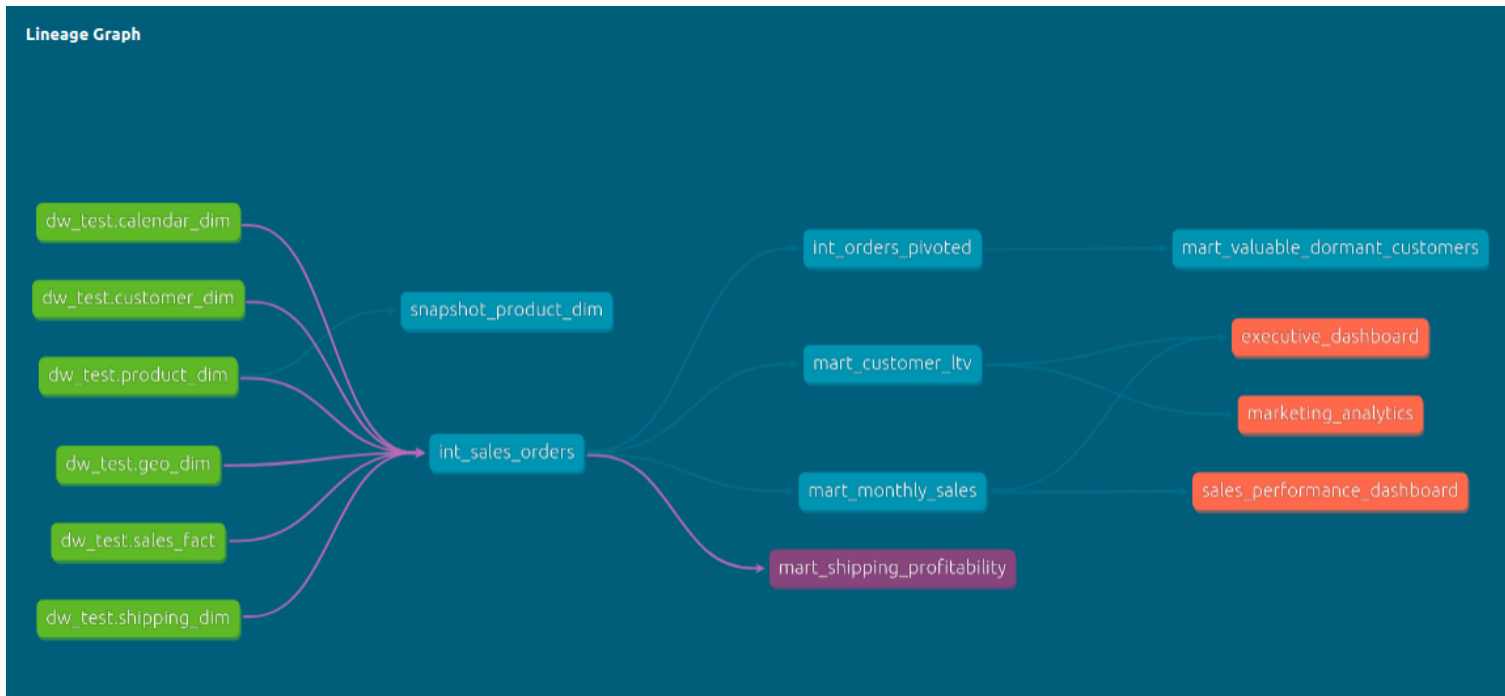 Lineage Graph
dw_test.calendar_dim
dw_test.customer_dim
dw_test.product_dim
dw_test.geo_dim
dw_test.sales_fact
dw_test.shipping_dim
snapshot_product_dim
int_sales_orders
int_orders_pivoted
mart_customer_ltv
mart_monthly_sales
mart_shipping_profitability
mart_valuable_dormant_customers
executive_dashboard
marketing_analytics
sales_performance_dashboard